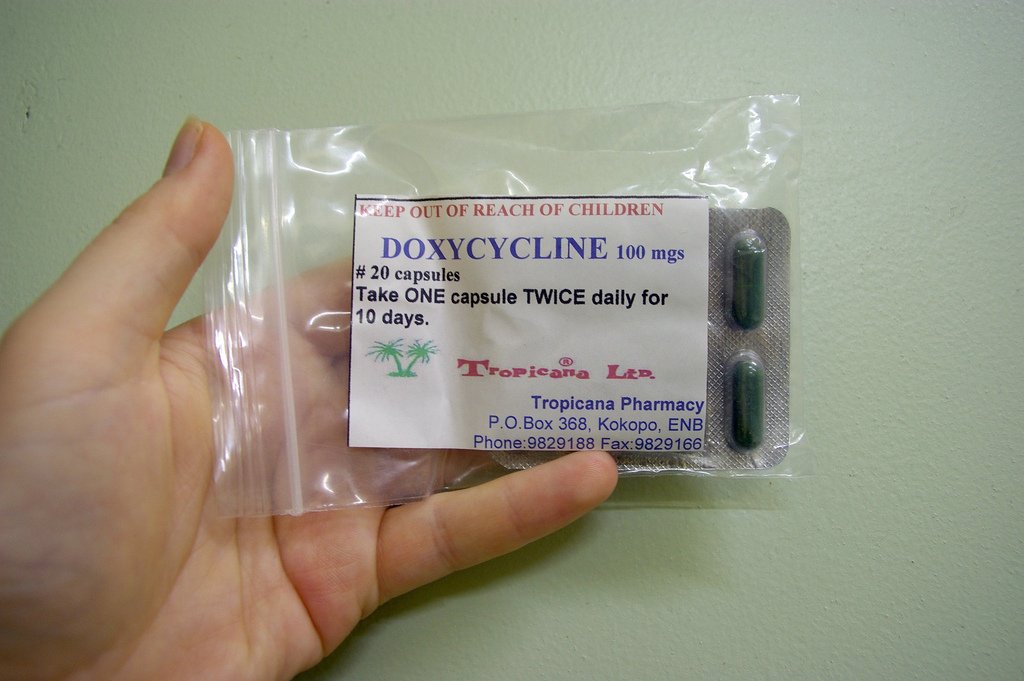 KEEP OUT OF REACH OF CHILDREN
DOXYCYCLINE 100 mgs
# 20 capsules
Take ONE capsule TWICE daily for
10 days.
Tropicana® Ltd.
Tropicana Pharmacy
P.O.Box 368, Kokopo, ENB
Phone:9829188 Fax:9829166